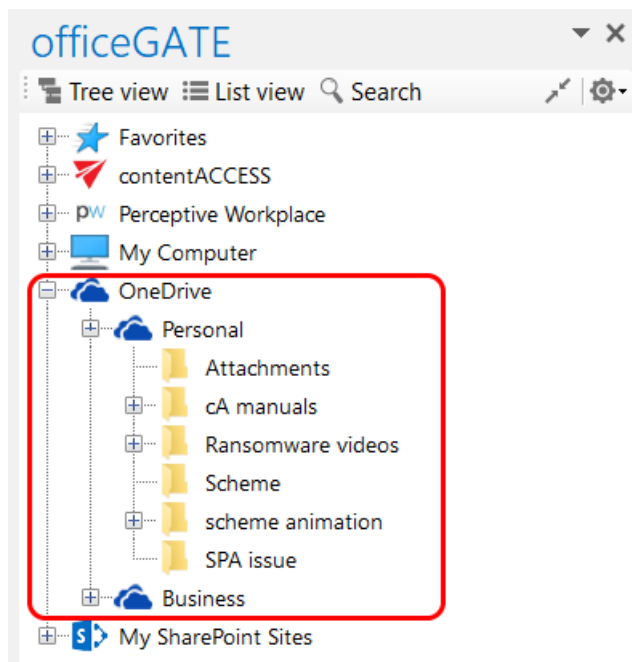 officeGATE
Tree view List view Search
Favorites
contentACCESS
pw Perceptive Workplace
My Computer
OneDrive
Personal
Attachments
cA manuals
Ransomware videos
Scheme
scheme animation
SPA issue
Business
S My SharePoint Sites